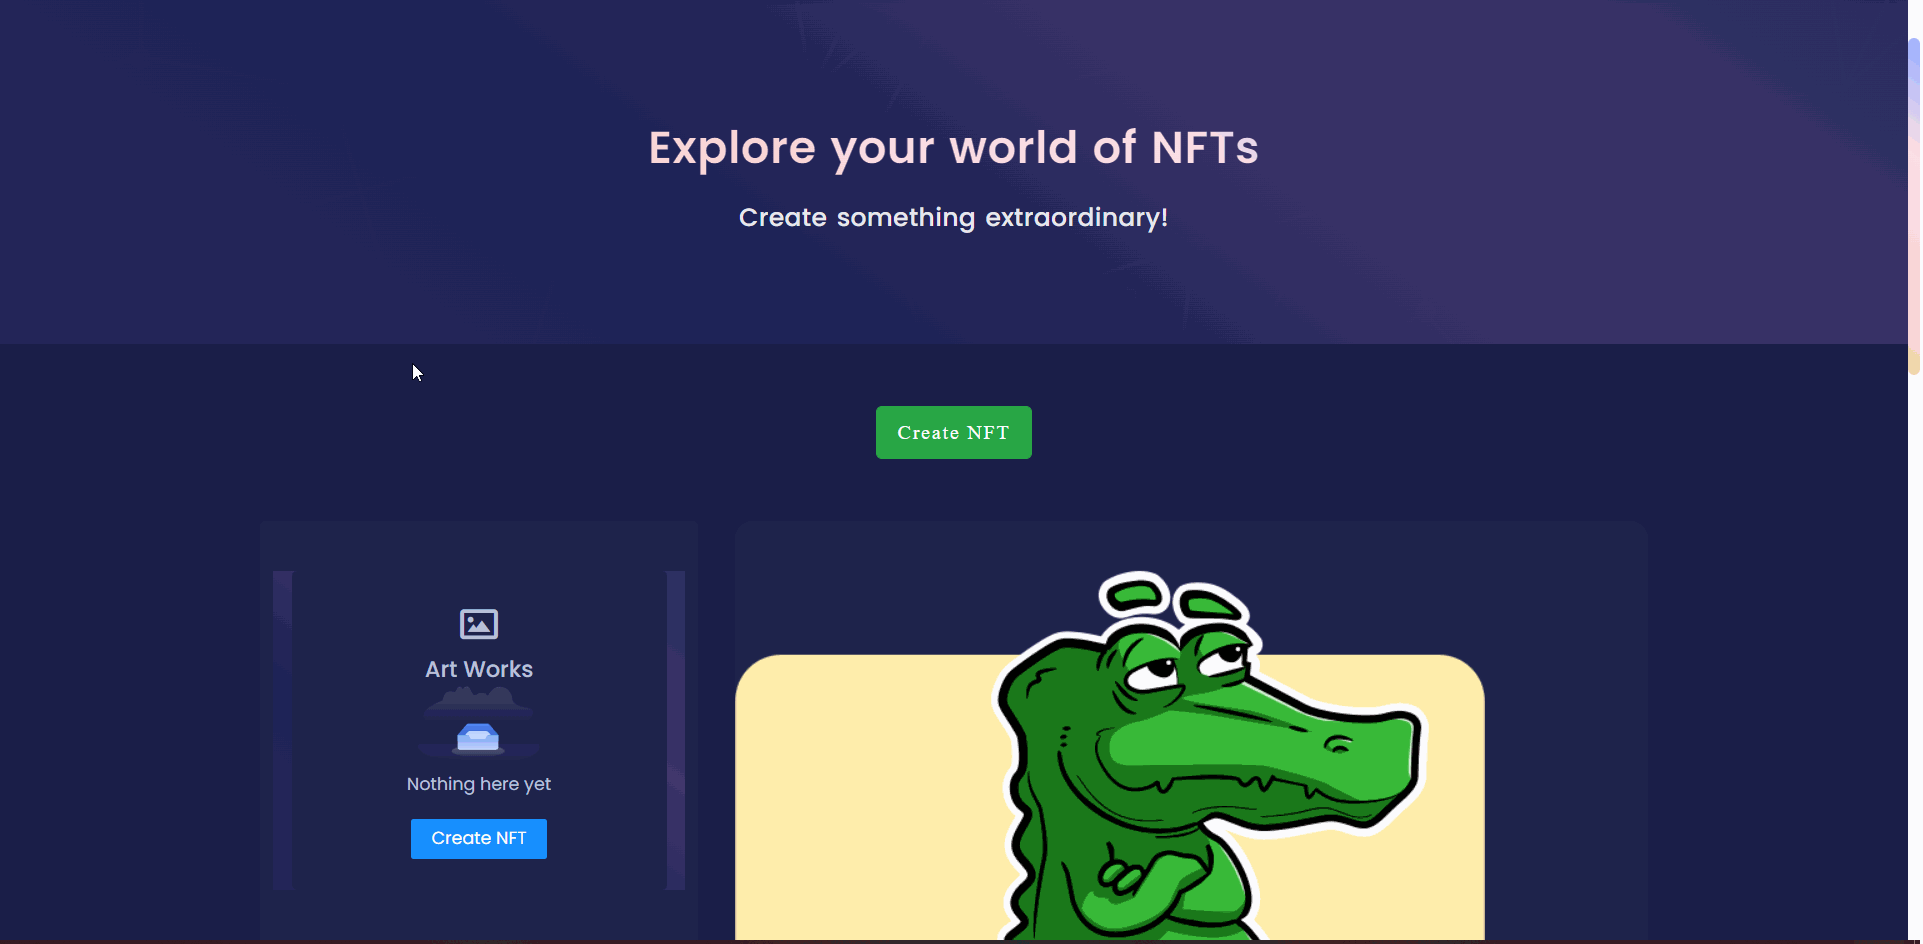 Explore your world of NFTs
Create something extraordinary!
Create NFT
Art Works
Nothing here yet
Create NFT